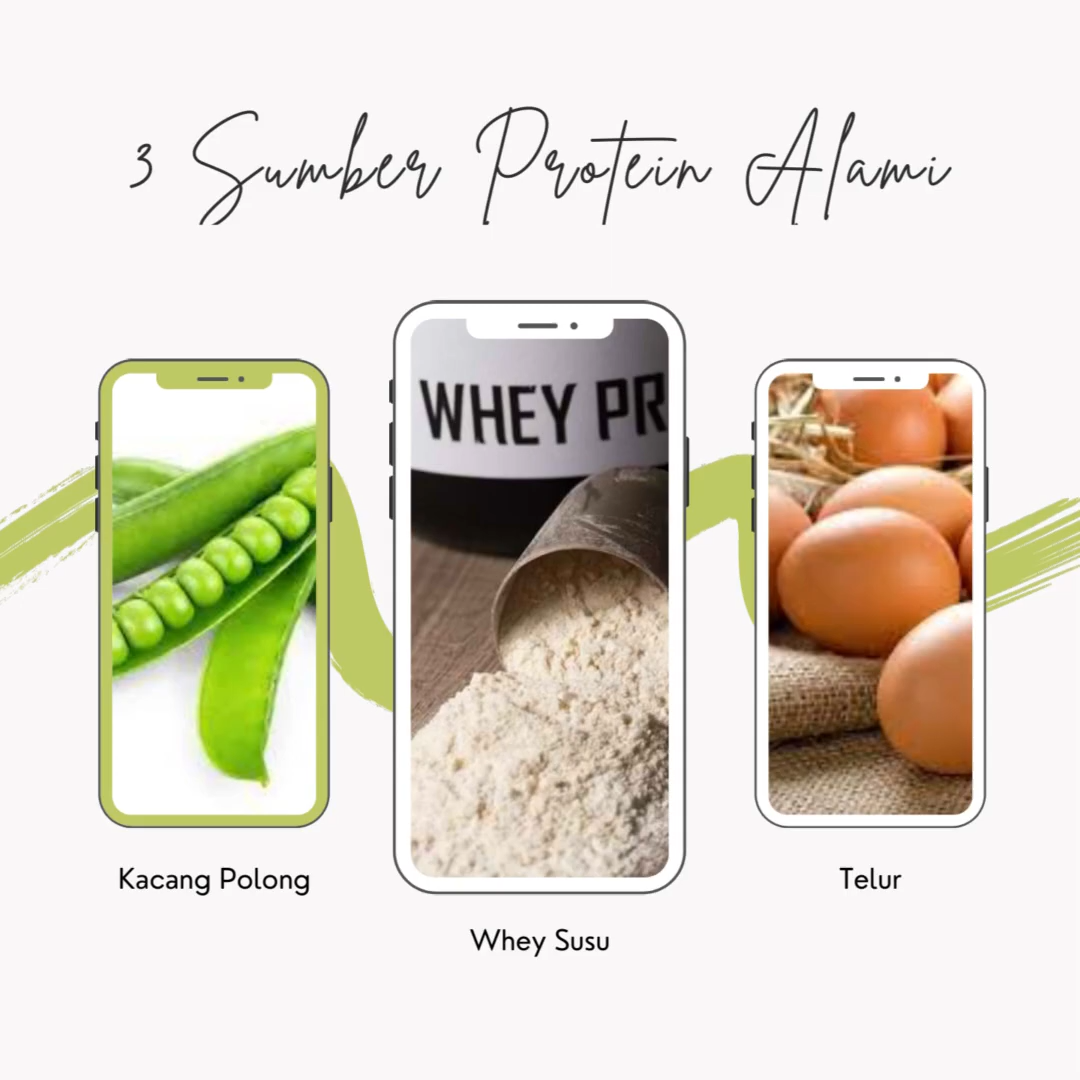 3 Sumber Protein Alami
WHEY PR
Kacang Polong
Telur
Whey Susu